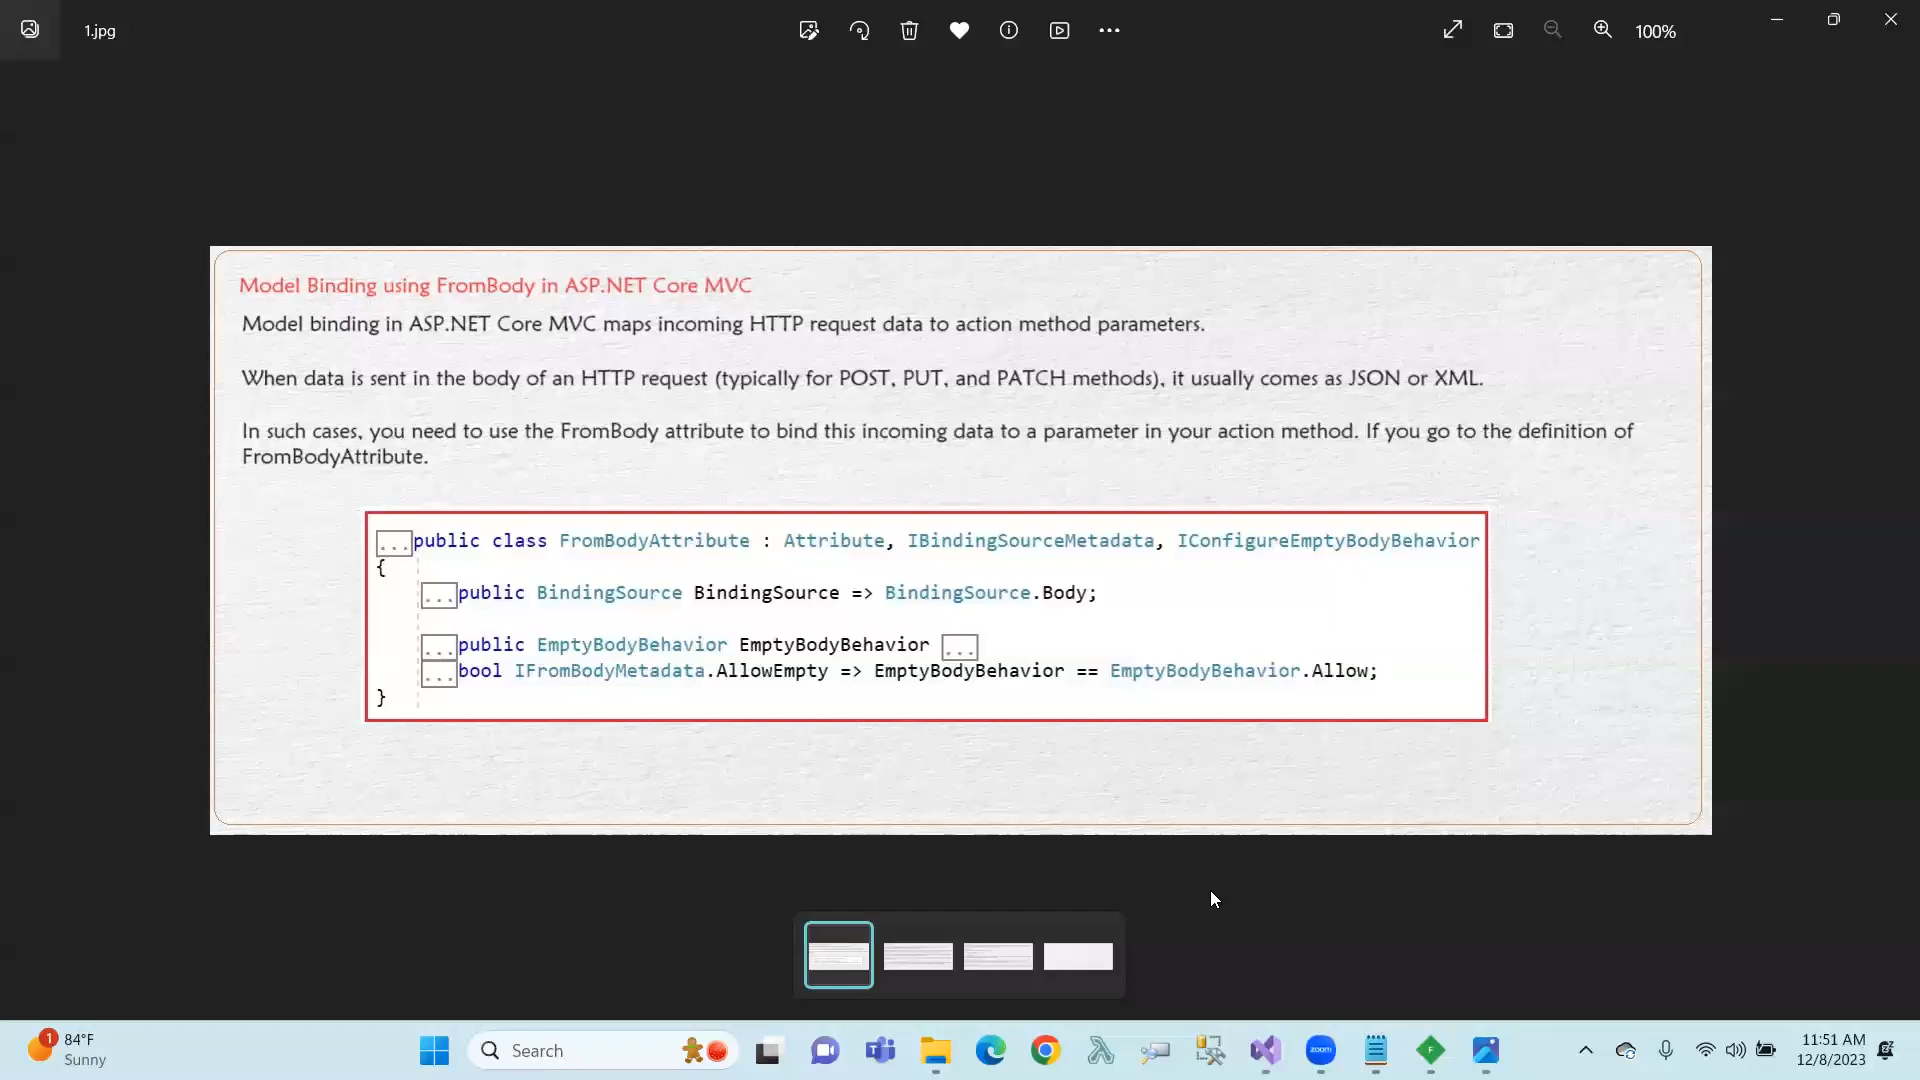 1.jpg
100%
Model Binding using FromBody in ASP.NET Core MVC
Model binding in ASP.NET Core MVC maps incoming HTTP request data to action method parameters.
When data is sent in the body of an HTTP request (typically for POST, PUT, and PATCH methods), it usually comes as JSON or XML.
In such cases, you need to use the FromBody attribute to bind this incoming data to a parameter in your action method. If you go to the definition of
FromBodyAttribute.
...public class FromBodyAttribute : Attribute, IBindingSourceMetadata, IConfigureEmptyBodyBehavior
{
...public BindingSource BindingSource => BindingSource.Body;
...public EmptyBodyBehavior EmptyBodyBehavior ...
...bool IFromBodyMetadata.AllowEmpty => EmptyBodyBehavior == EmptyBodyBehavior.Allow;
}
1
84°F
Sunny
Search
zoom
F
11:51 AM
12/8/2023